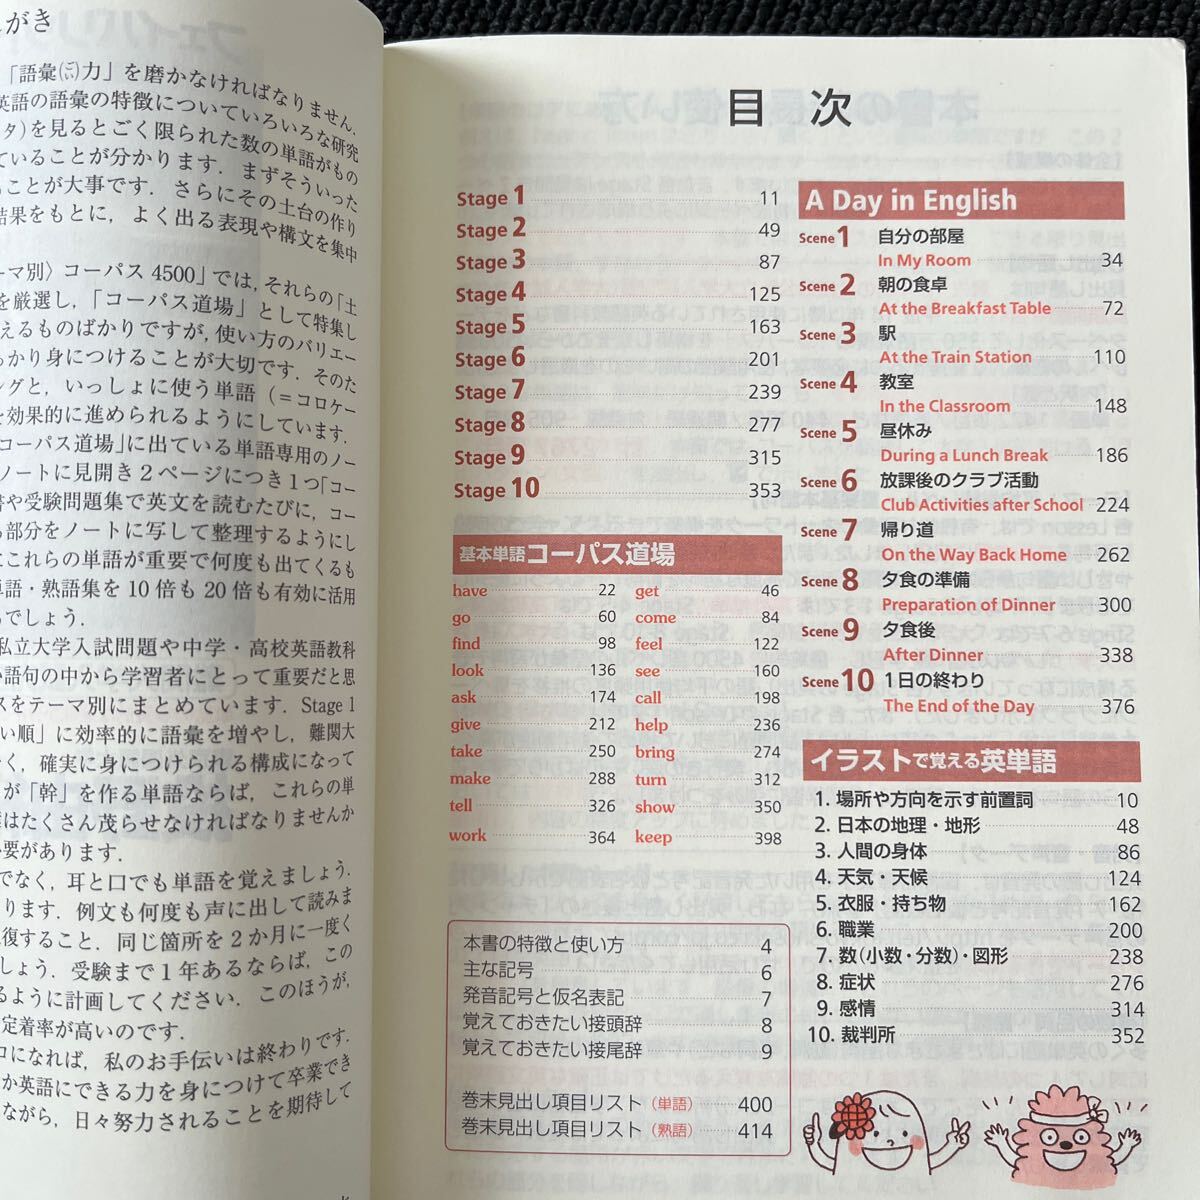 がき
「語彙(ごい)力」を磨かなければなりません.
英語の語彙の特徴についていろいろな研究
タ)を見るとごく限られた数の単語がもの
ていることが分かります. まずそういった
ことが大事です. さらにその土台の作り
結果をもとに, よく出る表現や構文を集中
ーマ別〉コーパス 4500」では, それらの「土
を厳選し,「コーパス道場」として特集し
えるものばかりですが, 使い方のバリエー
っかり身につけることが大切です. そのた
ングと, いっしょに使う単語 (=コロケー
を効果的に進められるようにしています.
コーパス道場」に出ている単語専用のノー
ノートに見開き2ページにつき1つ「コー
書や受験問題集で英文を読むたびに, コー
る部分をノートに写して整理するようにし
にこれらの単語が重要で何度も出てくるも
単語・熟語集を 10 倍も 20 倍も有効に活用
でしょう.
私立大学入試問題や中学・高校英語教科
語句の中から学習者にとって重要だと思
スをテーマ別にまとめています. Stage 1
い順」に効率的に語彙を増やし, 難関大
く, 確実に身につけられる構成になって
が「幹」を作る単語ならば, これらの単
はたくさん茂らせなければなりませんか
要があります.
でなく, 耳と口でも単語を覚えましょう.
ります. 例文も何度も声に出して読みま
復すること. 同じ箇所を2か月に一度く
しょう. 受験まで1年あるならば, この
るように計画してください. このほうが,
定着率が高いのです.
になれば, 私のお手伝いは終わりです.
か英語にできる力を身につけて卒業でき
ながら, 日々努力されることを期待して
目 次
Stage 1 11
Stage 2 49
Stage 3 87
Stage 4 125
Stage 5 163
Stage 6 201
Stage 7 239
Stage 8 277
Stage 9 315
Stage 10 353
基本単語コーパス道場
have 22 get 46
go 60 come 84
find 98 feel 122
look 136 see 160
ask 174 call 198
give 212 help 236
take 250 bring 274
make 288 turn 312
tell 326 show 350
work 364 keep 398
本書の特徴と使い方 4
主な記号 6
発音記号と仮名表記 7
覚えておきたい接頭辞 8
覚えておきたい接尾辞 9
巻末見出し項目リスト(単語) 400
巻末見出し項目リスト(熟語) 414
A Day in English
Scene 1 自分の部屋
In My Room 34
Scene 2 朝の食卓
At the Breakfast Table 72
Scene 3 駅
At the Train Station 110
Scene 4 教室
In the Classroom 148
Scene 5 昼休み
During a Lunch Break 186
Scene 6 放課後のクラブ活動
Club Activities after School 224
Scene 7 帰り道
On the Way Back Home 262
Scene 8 夕食の準備
Preparation of Dinner 300
Scene 9 夕食後
After Dinner 338
Scene 10 1日の終わり
The End of the Day 376
イラストで覚える英単語
1. 場所や方向を示す前置詞 10
2. 日本の地理・地形 48
3. 人間の身体 86
4. 天気・天候 124
5. 衣服・持ち物 162
6. 職業 200
7. 数(小数・分数)・図形 238
8. 症状 276
9. 感情 314
10. 裁判所 352